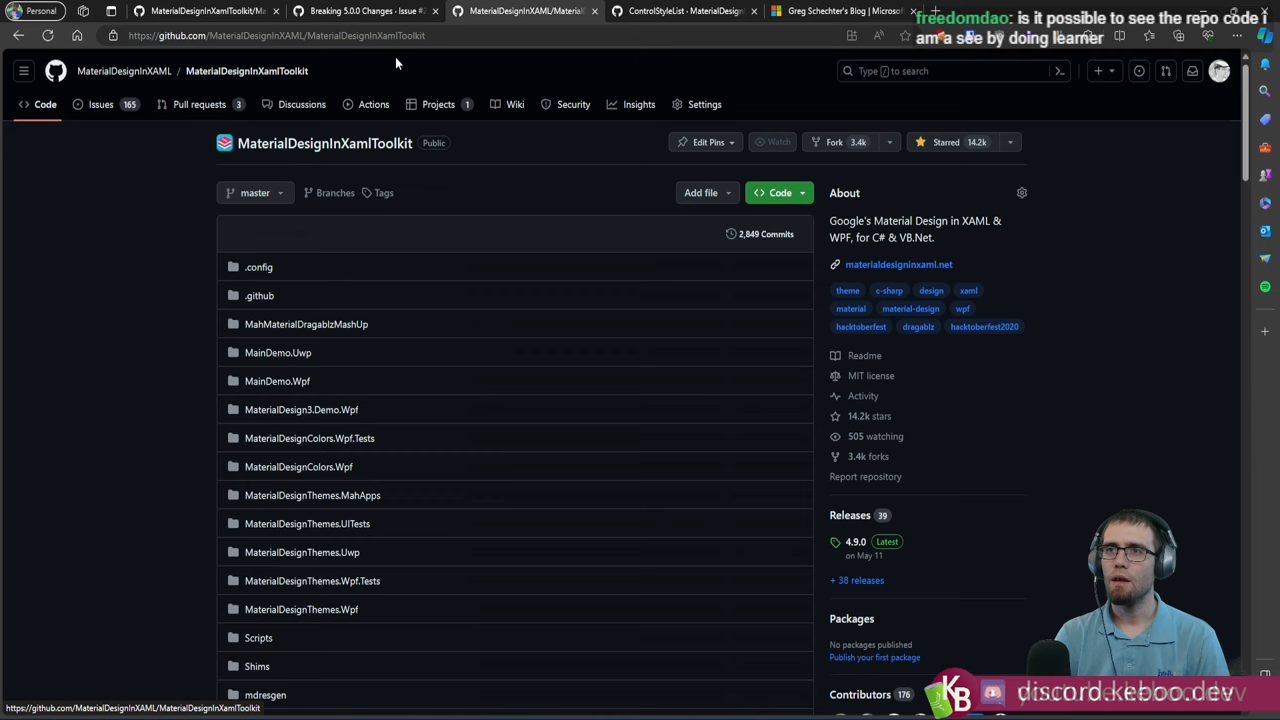 Personal
MaterialDesignInXamlToolkit/Ma
Breaking 5.0.0 Changes · Issue #2
MaterialDesignInXAML/Material
ControlStyleList · MaterialDesignI
Greg Schechter's Blog | Microsof
freedomdao: is it possible to see the repo code i
am a see by doing learner
https://github.com/MaterialDesignInXAML/MaterialDesignInXamlToolkit
MaterialDesignInXAML / MaterialDesignInXamlToolkit
Type / to search
Code
Issues 165
Pull requests 3
Discussions
Actions
Projects 1
Wiki
Security
Insights
Settings
MaterialDesignInXamlToolkit Public
Edit Pins
Watch
Fork 3.4k
Starred 14.2k
master
Branches
Tags
Add file
<> Code
2,849 Commits
.config
.github
MahMaterialDragablzMashUp
MainDemo.Uwp
MainDemo.Wpf
MaterialDesign3.Demo.Wpf
MaterialDesignColors.Wpf.Tests
MaterialDesignColors.Wpf
MaterialDesignThemes.MahApps
MaterialDesignThemes.UITests
MaterialDesignThemes.Uwp
MaterialDesignThemes.Wpf.Tests
MaterialDesignThemes.Wpf
Scripts
Shims
mdresgen
About
Google's Material Design in XAML &
WPF, for C# & VB.Net.
materialdesigninxaml.net
theme c-sharp design xaml
material material-design wpf
hacktoberfest dragablz hacktoberfest2020
Readme
MIT license
Activity
14.2k stars
505 watching
3.4k forks
Report repository
Releases 39
4.9.0 Latest
on May 11
+ 38 releases
Packages
No packages published
Publish your first package
Contributors 176
https://github.com/MaterialDesignInXAML/MaterialDesignInXamlToolkit
KB
discord.keboo.dev